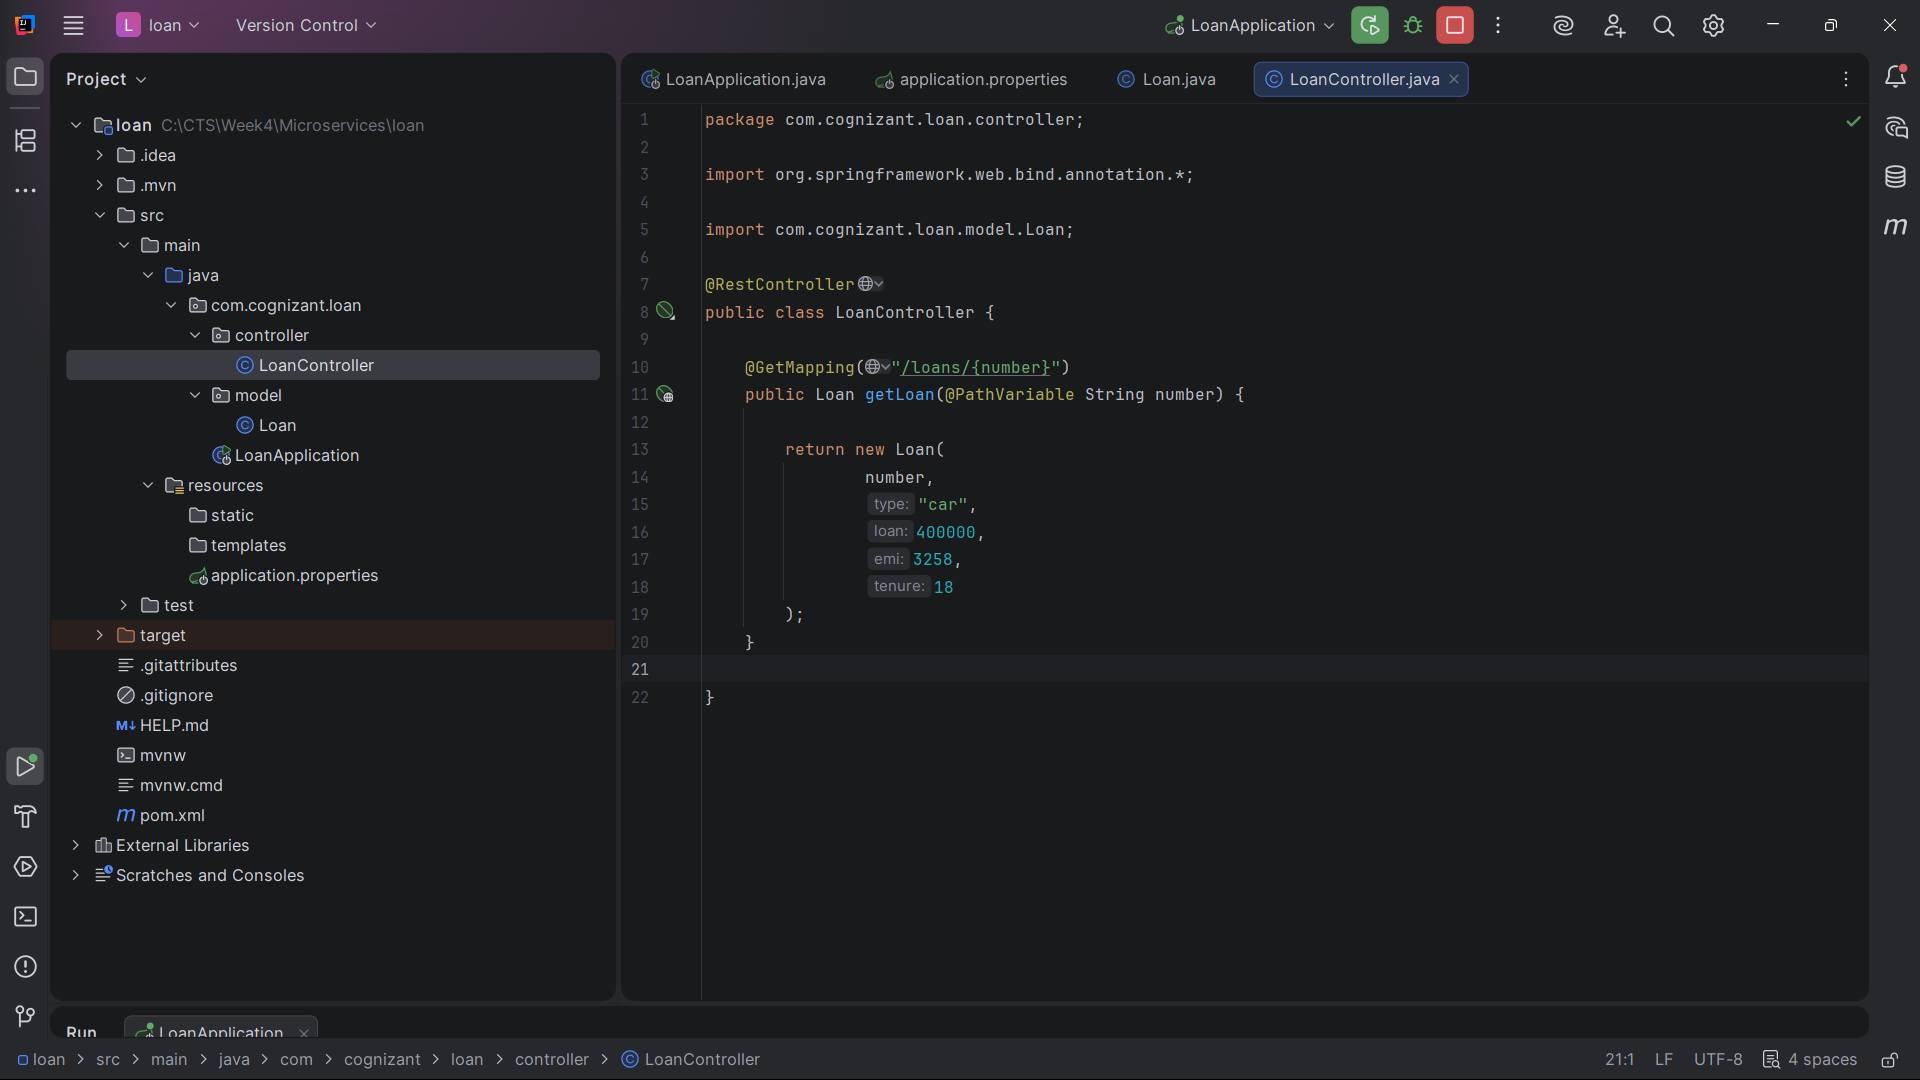 L loan Version Control LoanApplication
Project
loan C:\CTS\Week4\Microservices\loan
.idea
.mvn
src
main
java
com.cognizant.loan
controller
LoanController
model
Loan
LoanApplication
resources
static
templates
application.properties
test
target
.gitattributes
.gitignore
M↓ HELP.md
mvnw
mvnw.cmd
m pom.xml
External Libraries
Scratches and Consoles
LoanApplication.java application.properties Loan.java LoanController.java
1 package com.cognizant.loan.controller;
2
3 import org.springframework.web.bind.annotation.*;
4
5 import com.cognizant.loan.model.Loan;
6
7 @RestController
8 public class LoanController {
9
10 @GetMapping("/loans/{number}")
11 public Loan getLoan(@PathVariable String number) {
12
13 return new Loan(
14 number,
15 type: "car",
16 loan: 400000,
17 emi: 3258,
18 tenure: 18
19 );
20 }
21
22 }
m
Run LoanApplication
loan > src > main > java > com > cognizant > loan > controller > LoanController 21:1 LF UTF-8 4 spaces